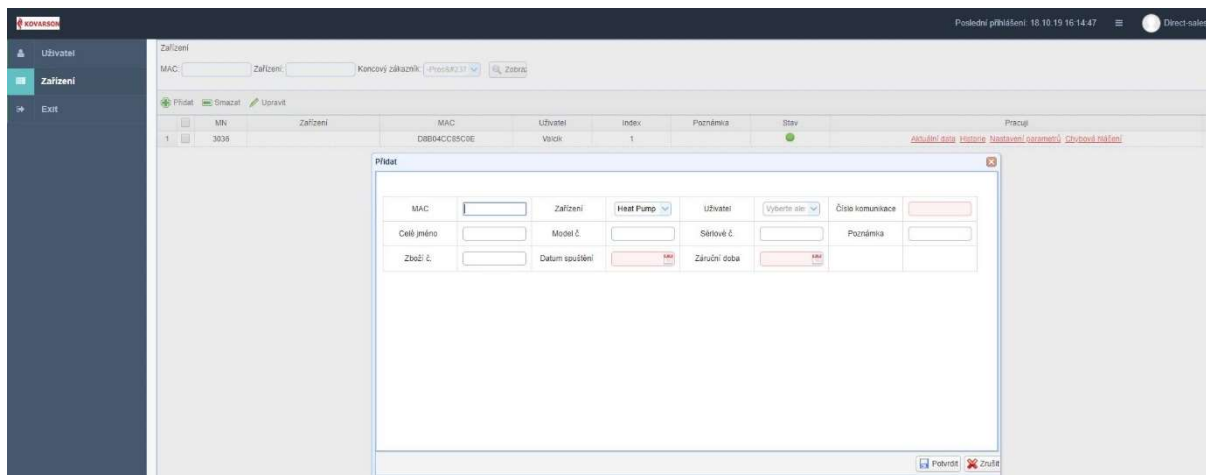 KOVARSON
Poslední přihlášení: 18.10.19 16:14:47
Direct-sales
Uživatel
Zařízení
Exit
Zařízení
MAC: Zařízení: Koncový zákazník: Zobra
Přidat Smazat Upravit
MN Zařízení MAC Uživatel Index Poznámka Stav Pracuji
1 3036 Valcik 1 Aktuální data Historie Nastavení parametrů Chybová hlášení
Přidat
MAC Zařízení Heat Pump Uživatel Vyberte ale Číslo komunikace
Celé jméno Model č. Sériové č. Poznámka
Zboží č. Datum spuštění Záruční doba
Potvrdit Zrušit